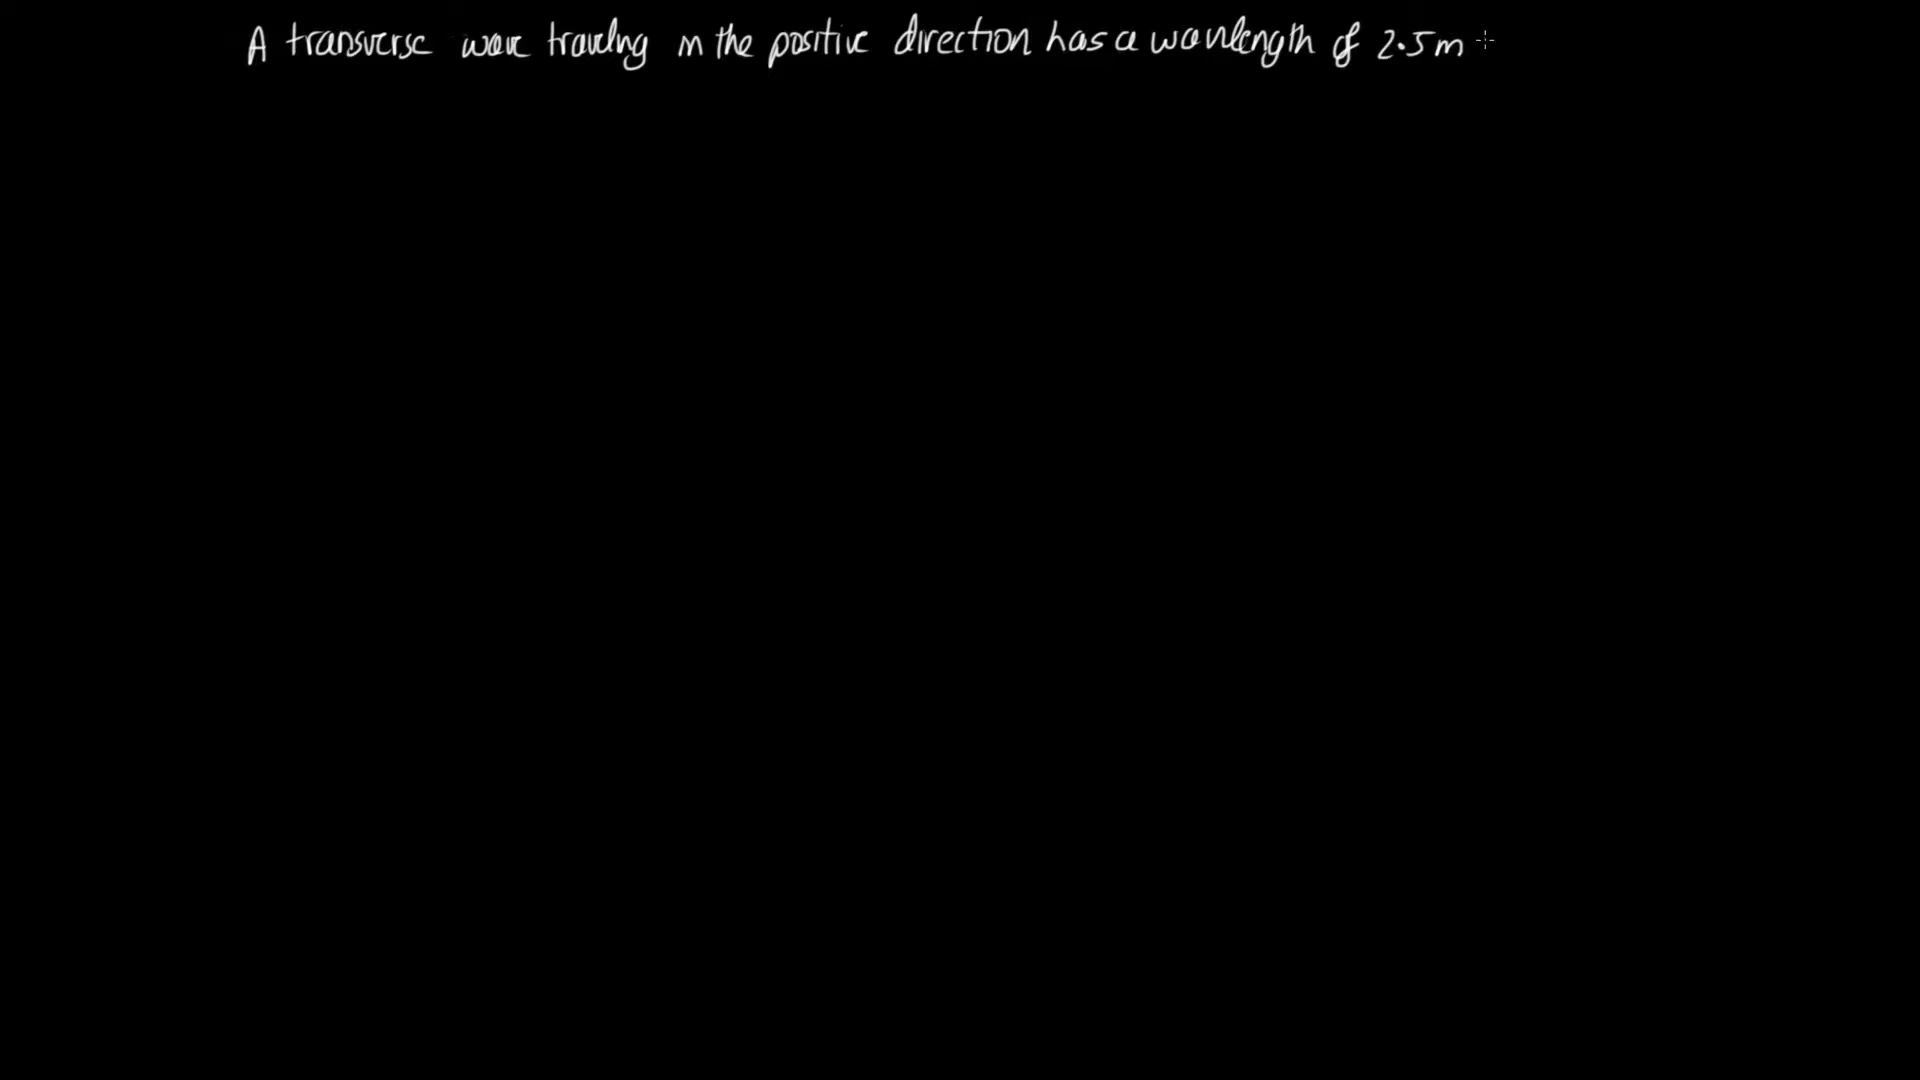 A transverse wave traveling in the positive direction has a wavelength of 2.5m